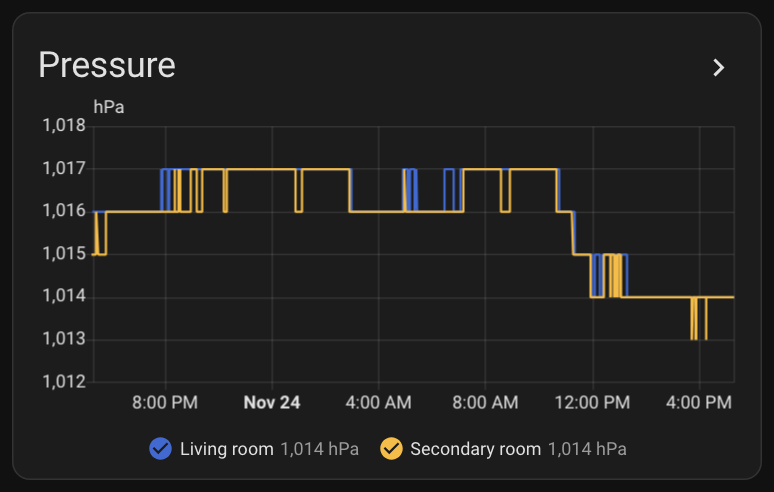 Pressure
hPa
1,018
1,017
1,016
1,015
1,014
1,013
1,012
8:00 PM Nov 24 4:00 AM 8:00 AM 12:00 PM 4:00 PM
Living room 1,014 hPa Secondary room 1,014 hPa